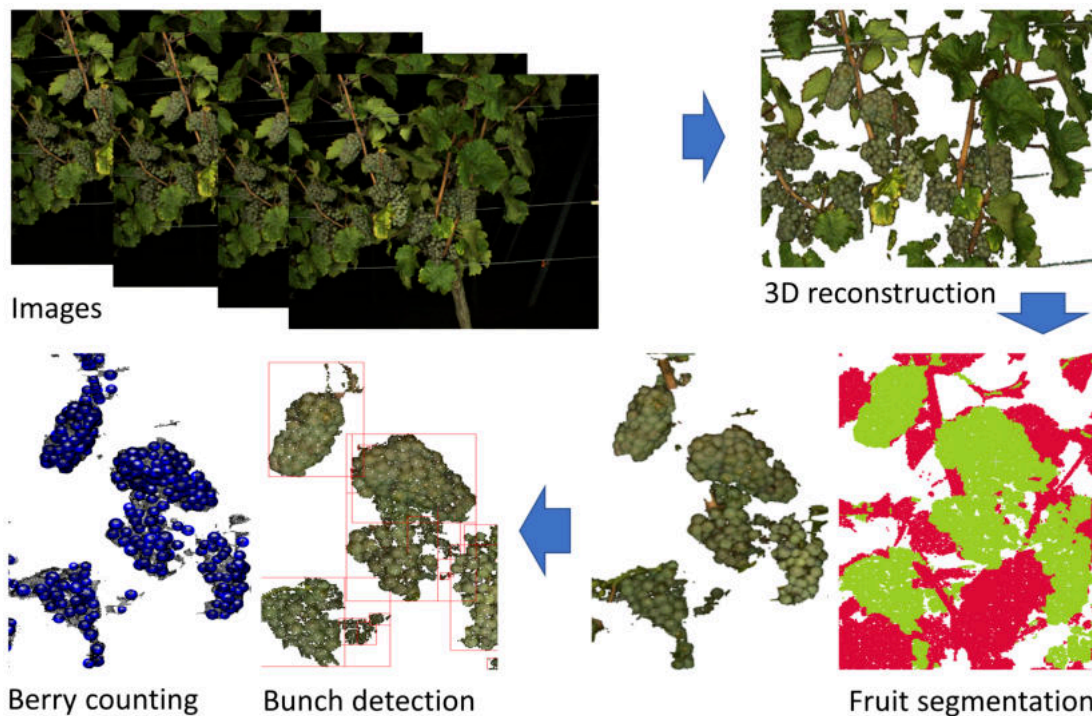 Images
3D reconstruction
Berry counting
Bunch detection
Fruit segmentation